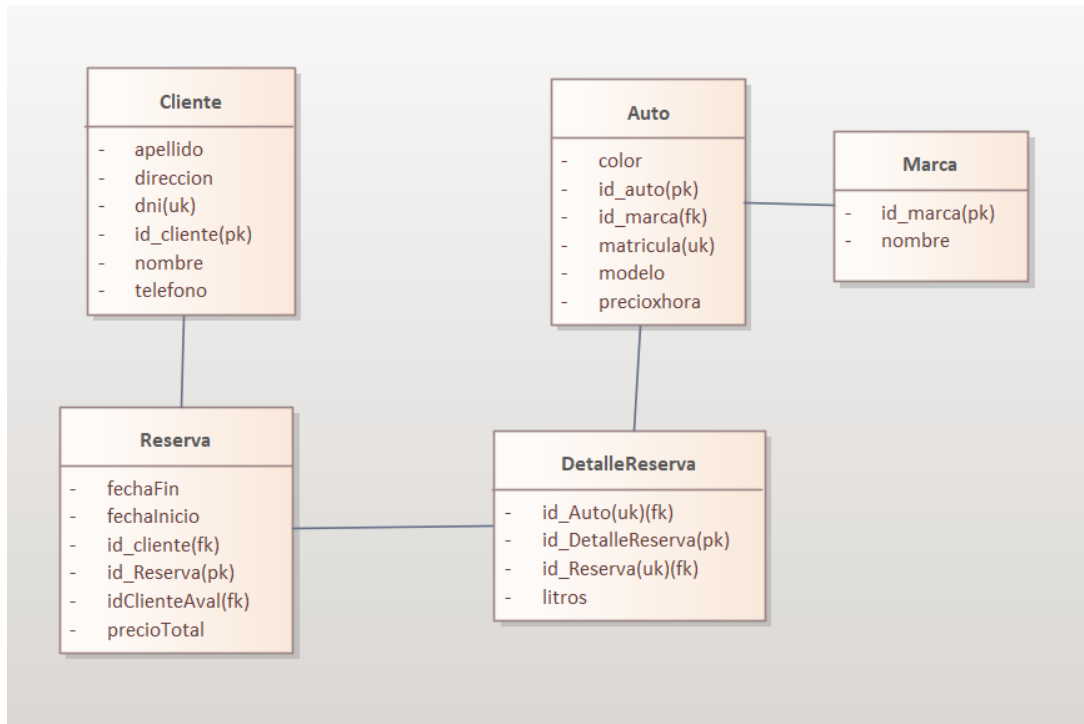 Cliente
- apellido
- direccion
- dni(uk)
- id_cliente(pk)
- nombre
- telefono
Auto
- color
- id_auto(pk)
- id_marca(fk)
- matricula(uk)
- modelo
- precioxhora
Marca
- id_marca(pk)
- nombre
Reserva
- fechaFin
- fechaInicio
- id_cliente(fk)
- id_Reserva(pk)
- idClienteAval(fk)
- precioTotal
DetalleReserva
- id_Auto(uk)(fk)
- id_DetalleReserva(pk)
- id_Reserva(uk)(fk)
- litros